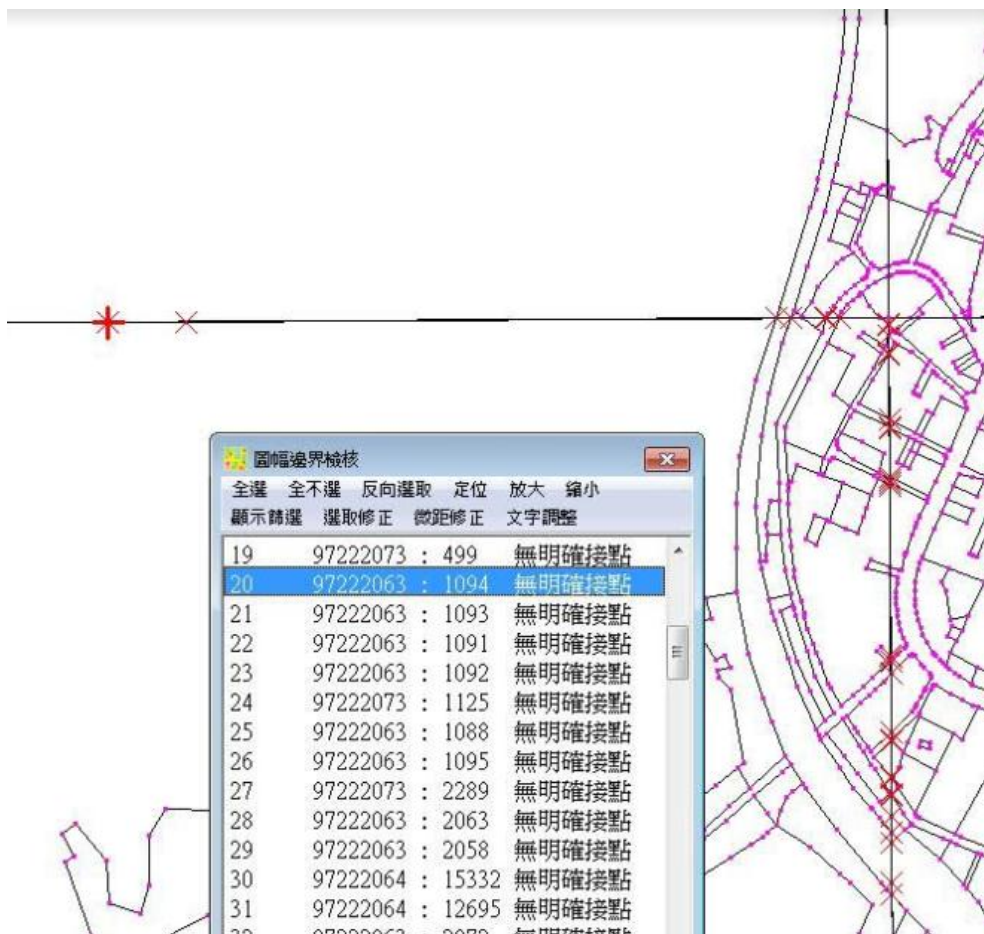 圖幅邊界檢核
全選 全不選 反向選取 定位 放大 縮小
顯示篩選 選取修正 微距修正 文字調整
19 97222073 : 499 無明確接點
20 97222063 : 1094 無明確接點
21 97222063 : 1093 無明確接點
22 97222063 : 1091 無明確接點
23 97222063 : 1092 無明確接點
24 97222073 : 1125 無明確接點
25 97222063 : 1088 無明確接點
26 97222063 : 1095 無明確接點
27 97222073 : 2289 無明確接點
28 97222063 : 2063 無明確接點
29 97222063 : 2058 無明確接點
30 97222064 : 15332 無明確接點
31 97222064 : 12695 無明確接點